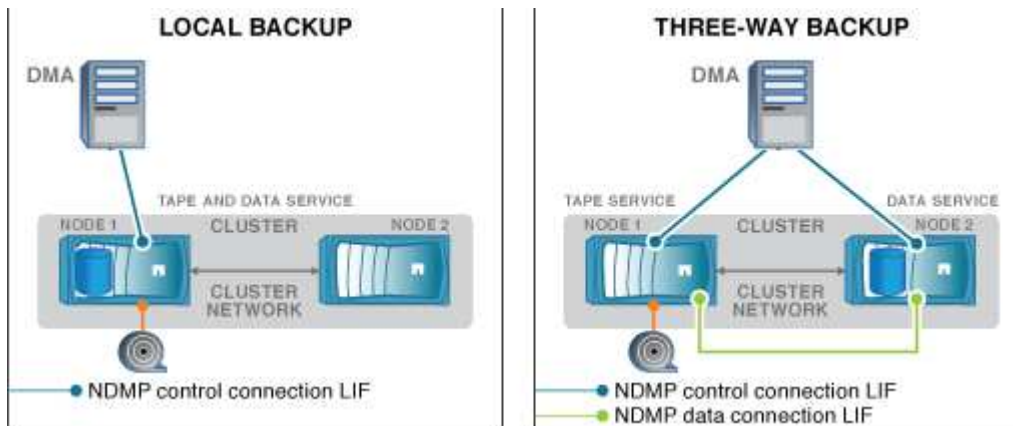 LOCAL BACKUP
DMA
TAPE AND DATA SERVICE
NODE 1
CLUSTER
NODE 2
CLUSTER
NETWORK
NDMP control connection LIF
THREE-WAY BACKUP
DMA
TAPE SERVICE
DATA SERVICE
NODE 1
CLUSTER
NODE 2
CLUSTER
NETWORK
NDMP control connection LIF
NDMP data connection LIF